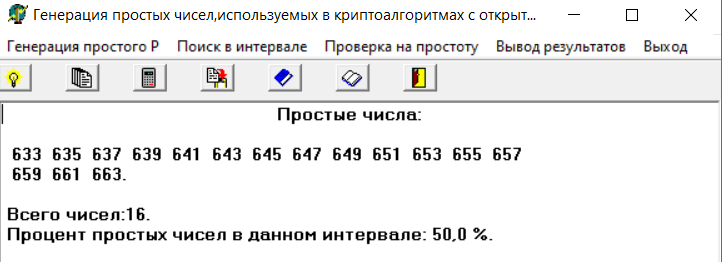 Генерация простых чисел,используемых в криптоалгоритмах с открыт...
Генерация простого P Поиск в интервале Проверка на простоту Вывод результатов Выход
Простые числа:
633 635 637 639 641 643 645 647 649 651 653 655 657
659 661 663.
Всего чисел:16.
Процент простых чисел в данном интервале: 50,0 %.